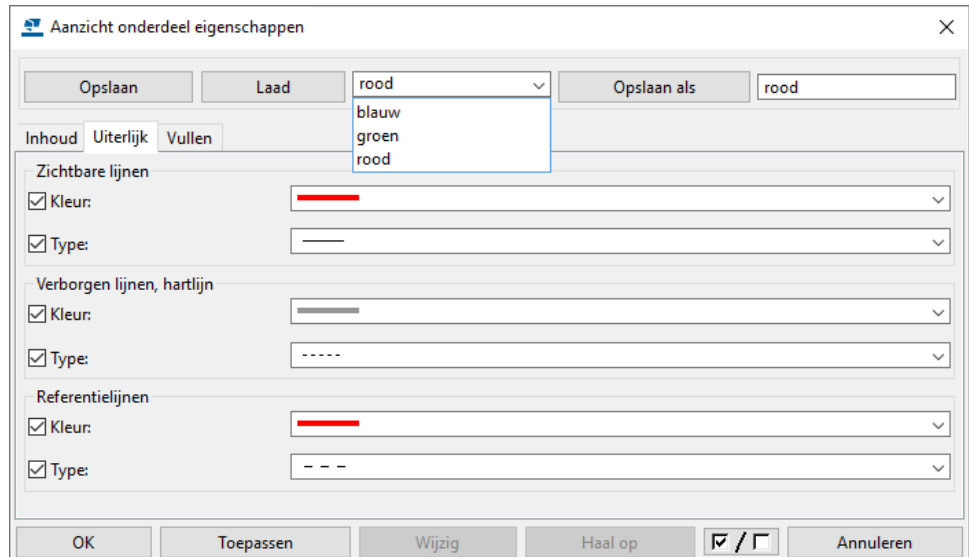 Aanzicht onderdeel eigenschappen
Opslaan Laad rood Opslaan als rood
blauw
groen
rood
Inhoud Uiterlijk Vullen
Zichtbare lijnen
Kleur:
Type:
Verborgen lijnen, hartlijn
Kleur:
Type:
Referentielijnen
Kleur:
Type:
OK Toepassen Wijzig Haal op / Annuleren